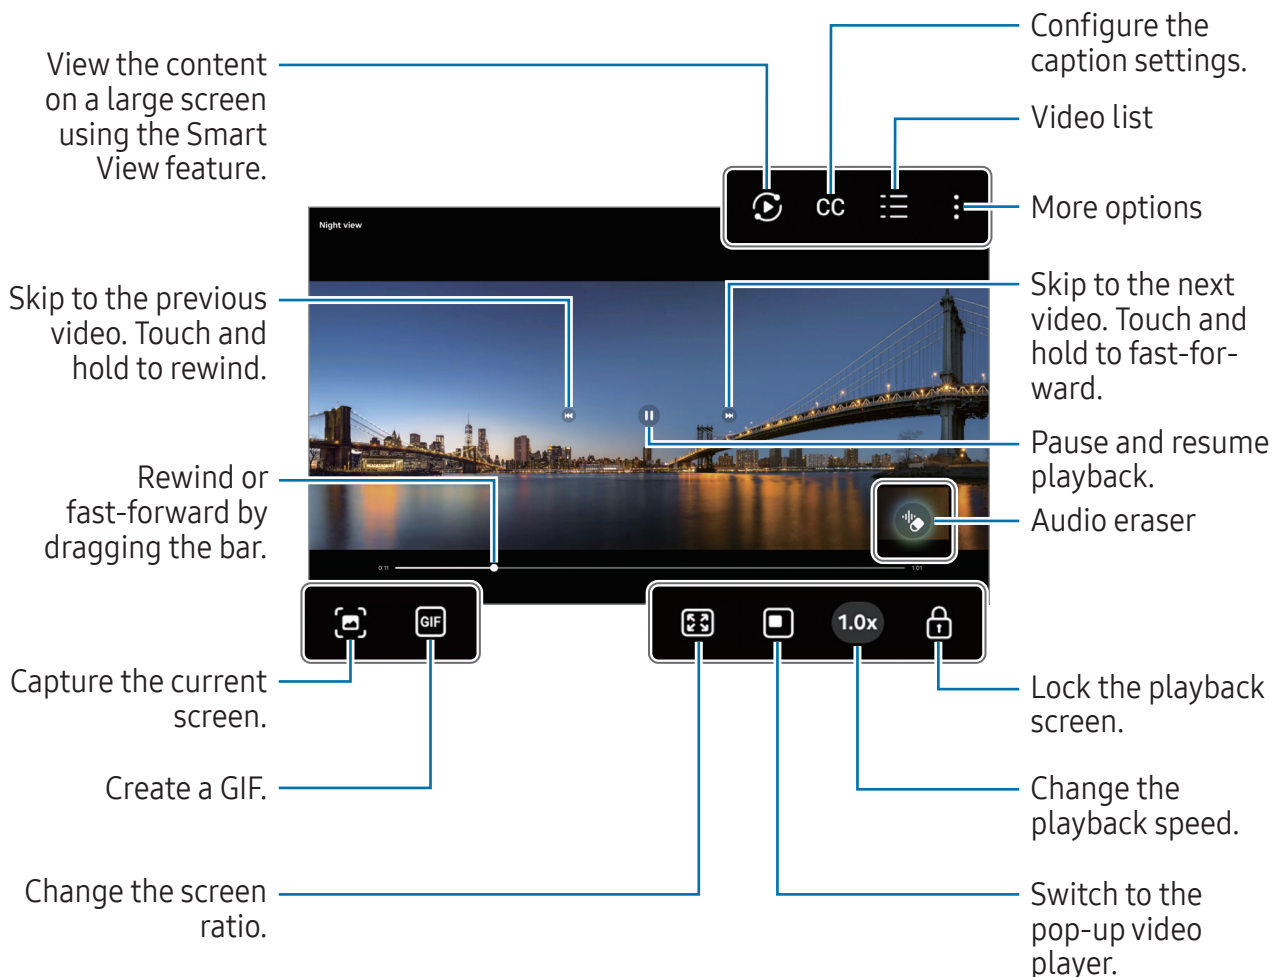 View the content
on a large screen
using the Smart
View feature.
Configure the
caption settings.
Video list
More options
CC
Night view
Skip to the previous
video. Touch and
hold to rewind.
Skip to the next
video. Touch and
hold to fast-for-
ward.
Pause and resume
playback.
Rewind or
fast-forward by
dragging the bar.
Audio eraser
0:11
1:01
GIF
1.0x
Capture the current
screen.
Create a GIF.
Change the screen
ratio.
Lock the playback
screen.
Change the
playback speed.
Switch to the
pop-up video
player.